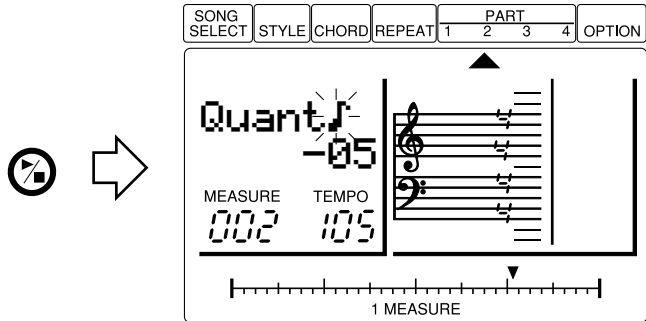 SONG SELECT STYLE CHORD REPEAT PART 1 2 3 4 OPTION
Quant♪
-05
MEASURE TEMPO
002 105
1 MEASURE